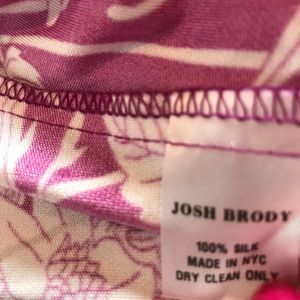 JOSH BRODY
100% SILK
MADE IN NYC
DRY CLEAN ONLY